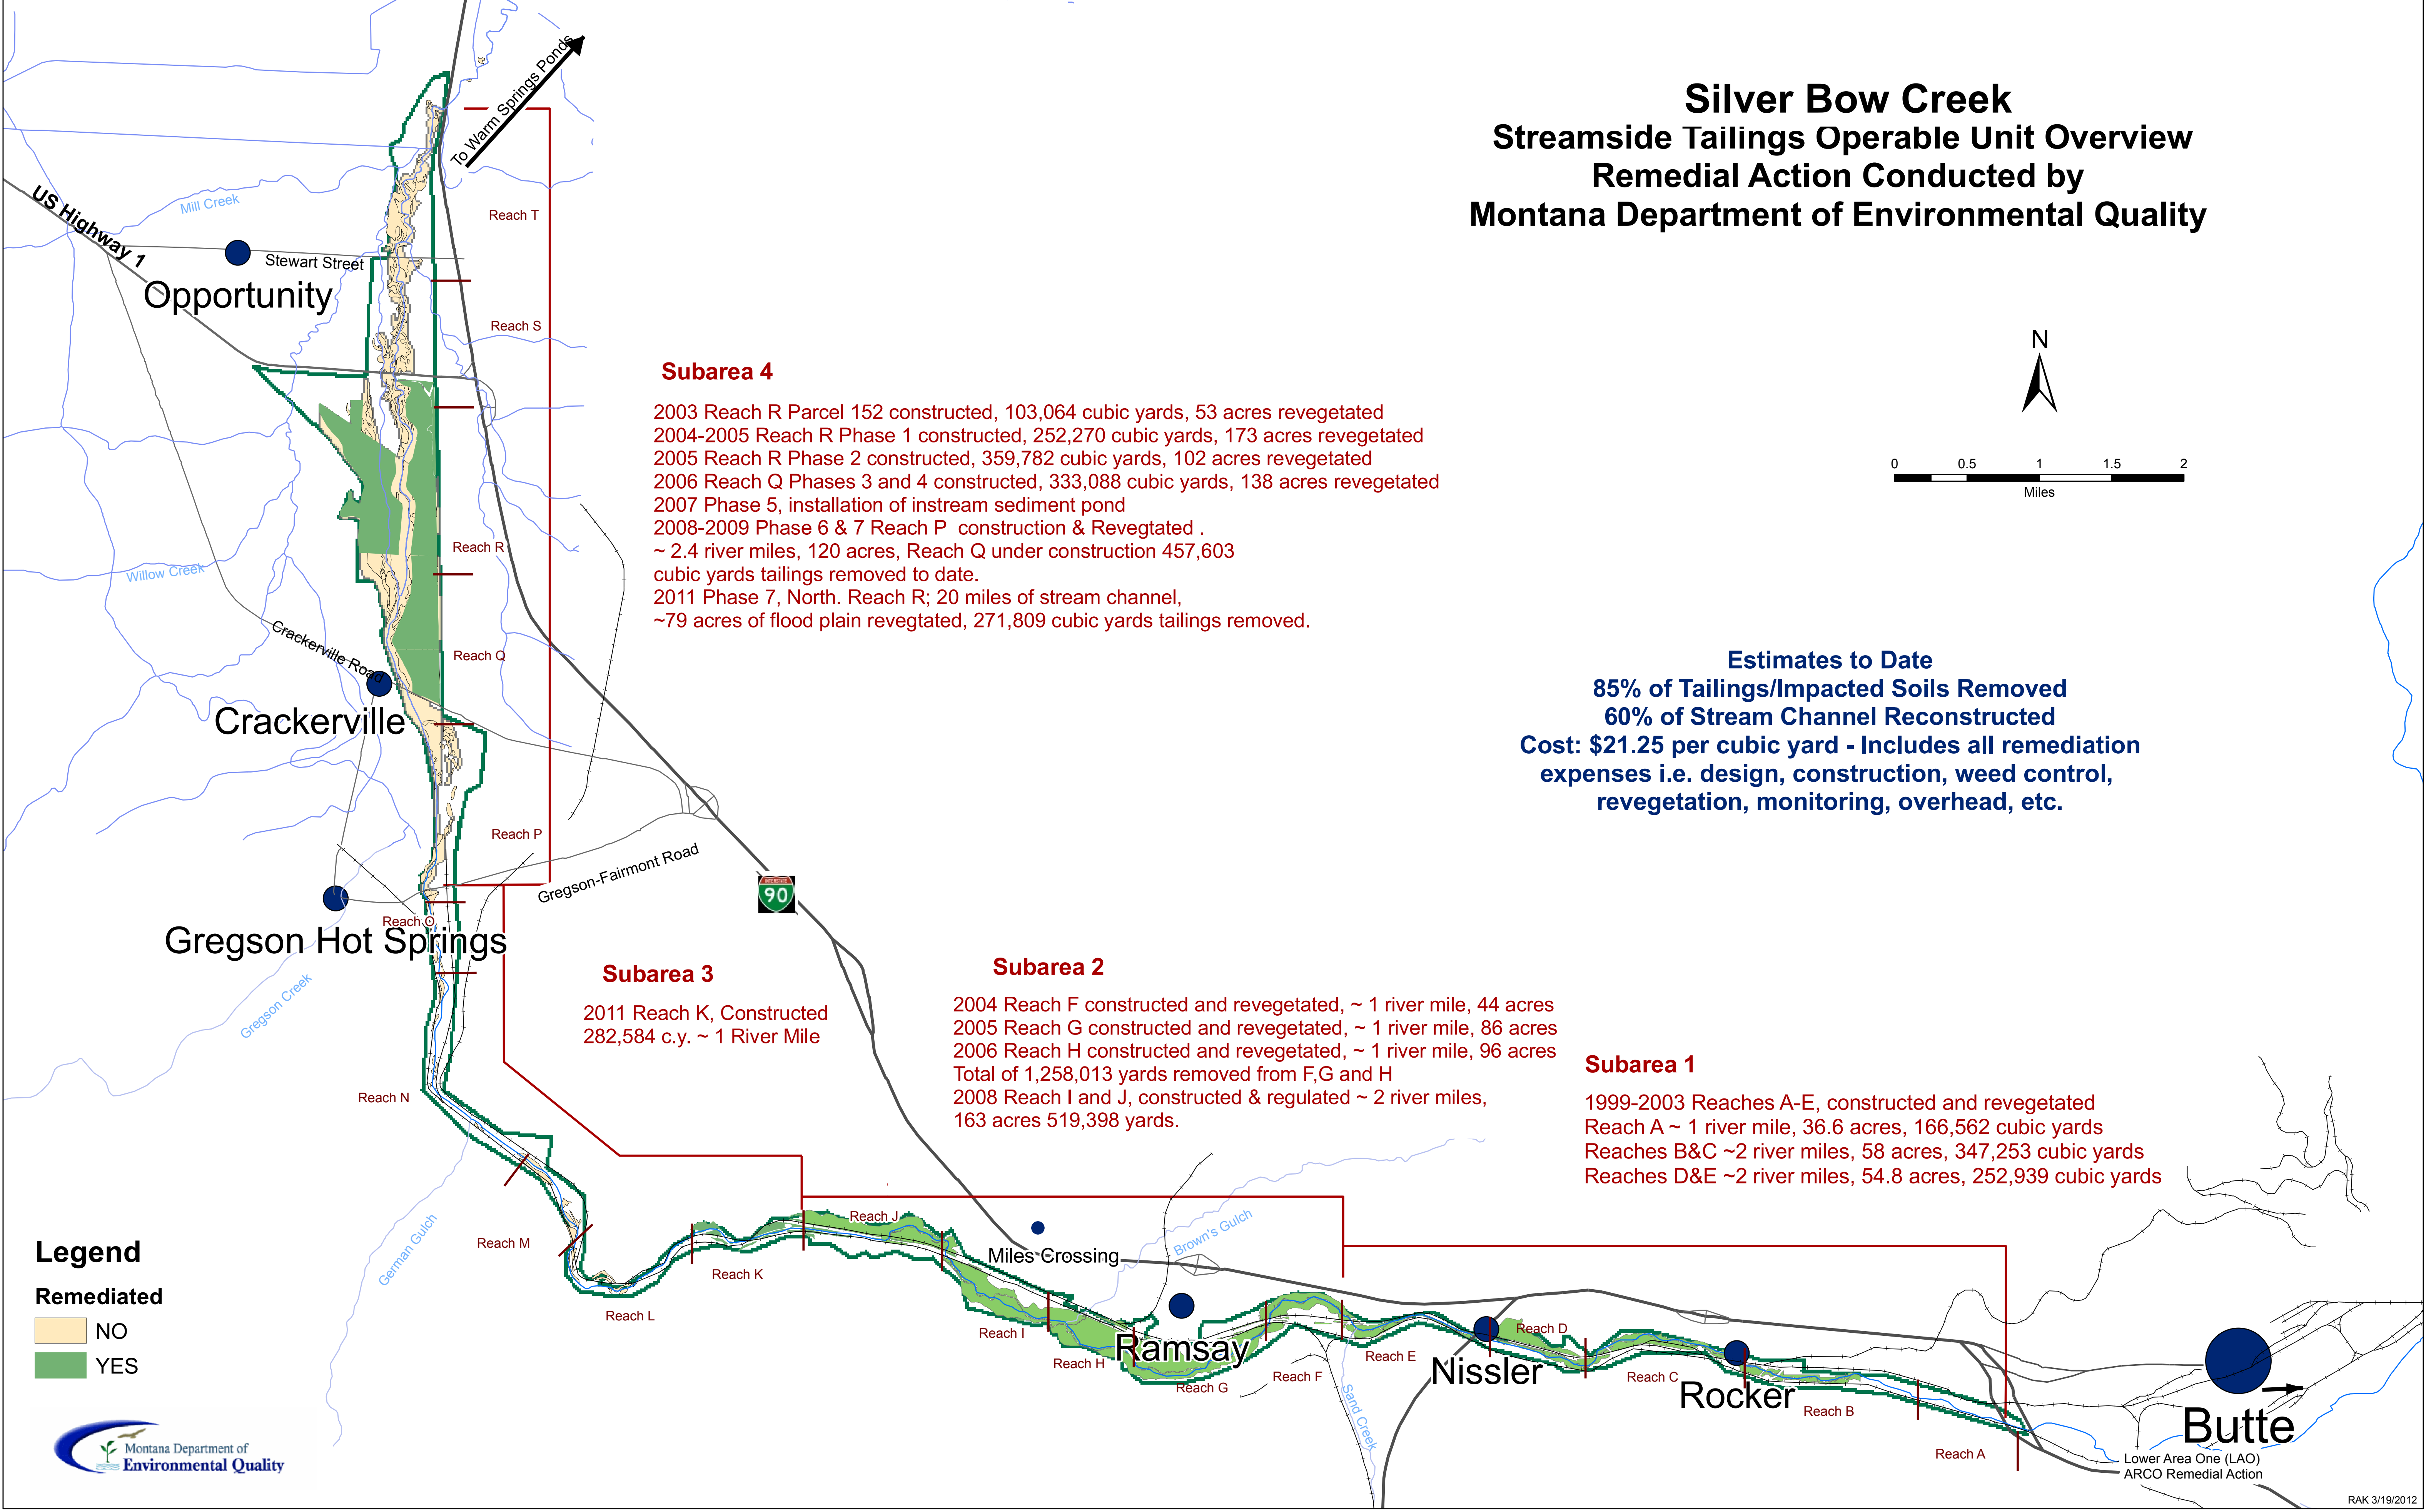 Silver Bow Creek
Streamside Tailings Operable Unit Overview
Remedial Action Conducted by
Montana Department of Environmental Quality
To Warm Springs Ponds
US Highway 1
Mill Creek
Stewart Street
Opportunity
Reach T
Reach S
N
0 0.5 1 1.5 2
Miles
Subarea 4
2003 Reach R Parcel 152 constructed, 103,064 cubic yards, 53 acres revegetated
2004-2005 Reach R Phase 1 constructed, 252,270 cubic yards, 173 acres revegetated
2005 Reach R Phase 2 constructed, 359,782 cubic yards, 102 acres revegetated
2006 Reach Q Phases 3 and 4 constructed, 333,088 cubic yards, 138 acres revegetated
2007 Phase 5, installation of instream sediment pond
2008-2009 Phase 6 & 7 Reach P construction & Revegtated .
~ 2.4 river miles, 120 acres, Reach Q under construction 457,603
cubic yards tailings removed to date.
2011 Phase 7, North. Reach R; 20 miles of stream channel,
~79 acres of flood plain revegtated, 271,809 cubic yards tailings removed.
Reach R
Willow Creek
Crackerville Road
Reach Q
Crackerville
Estimates to Date
85% of Tailings/Impacted Soils Removed
60% of Stream Channel Reconstructed
Cost: $21.25 per cubic yard - Includes all remediation
expenses i.e. design, construction, weed control,
revegetation, monitoring, overhead, etc.
Reach P
Gregson-Fairmont Road
90
Reach O
Gregson Hot Springs
Gregson Creek
Subarea 3
2011 Reach K, Constructed
282,584 c.y. ~ 1 River Mile
Subarea 2
2004 Reach F constructed and revegetated, ~ 1 river mile, 44 acres
2005 Reach G constructed and revegetated, ~ 1 river mile, 86 acres
2006 Reach H constructed and revegetated, ~ 1 river mile, 96 acres
Total of 1,258,013 yards removed from F,G and H
2008 Reach I and J, constructed & regulated ~ 2 river miles,
163 acres 519,398 yards.
Subarea 1
1999-2003 Reaches A-E, constructed and revegetated
Reach A ~ 1 river mile, 36.6 acres, 166,562 cubic yards
Reaches B&C ~2 river miles, 58 acres, 347,253 cubic yards
Reaches D&E ~2 river miles, 54.8 acres, 252,939 cubic yards
Reach N
Reach M
German Gulch
Reach L
Reach K
Reach J
Miles Crossing
Brown's Gulch
Reach I
Reach H
Ramsay
Reach G
Reach F
Sand Creek
Reach E
Nissler
Reach D
Reach C
Rocker
Reach B
Reach A
Butte
Lower Area One (LAO)
ARCO Remedial Action
Legend
Remediated
NO
YES
Montana Department of
Environmental Quality
RAK 3/19/2012